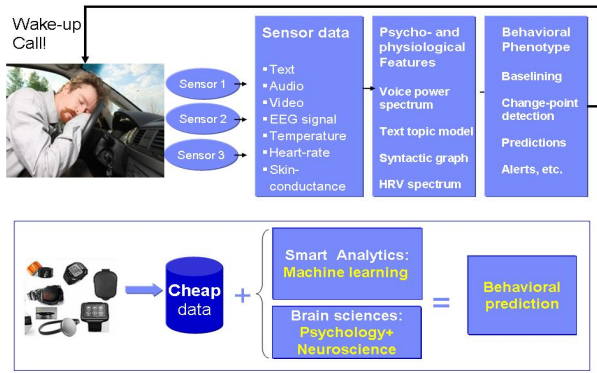 Wake-up
Call!
Sensor 1
Sensor 2
Sensor 3
Sensor data
▪ Text
▪ Audio
▪ Video
▪ EEG signal
▪ Temperature
▪ Heart-rate
▪ Skin-
conductance
Psycho- and
physiological
Features
Voice power
spectrum
Text topic model
Syntactic graph
HRV spectrum
Behavioral
Phenotype
Baselining
Change-point
detection
Predictions
Alerts, etc.
Cheap
data
+
Smart Analytics:
Machine learning
Brain sciences:
Psychology+
Neuroscience
=
Behavioral
prediction